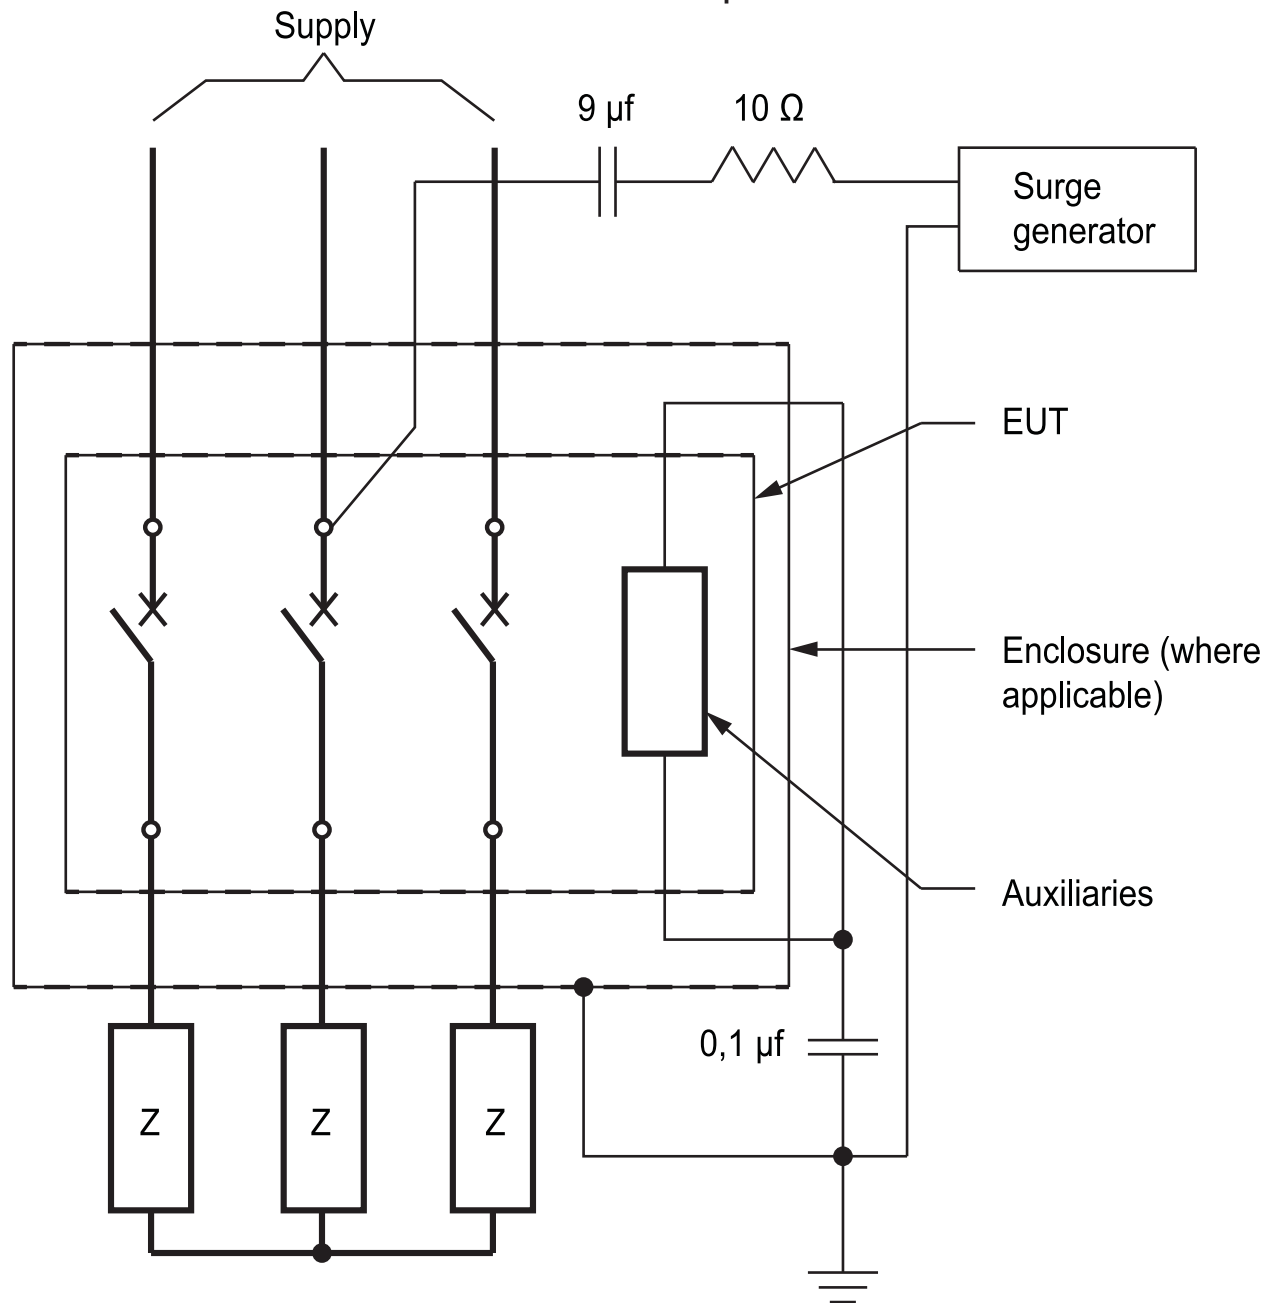 Supply
9 µf
10 Ω
Surge
generator
EUT
Enclosure (where
applicable)
Auxiliaries
0,1 µf
Z
Z
Z